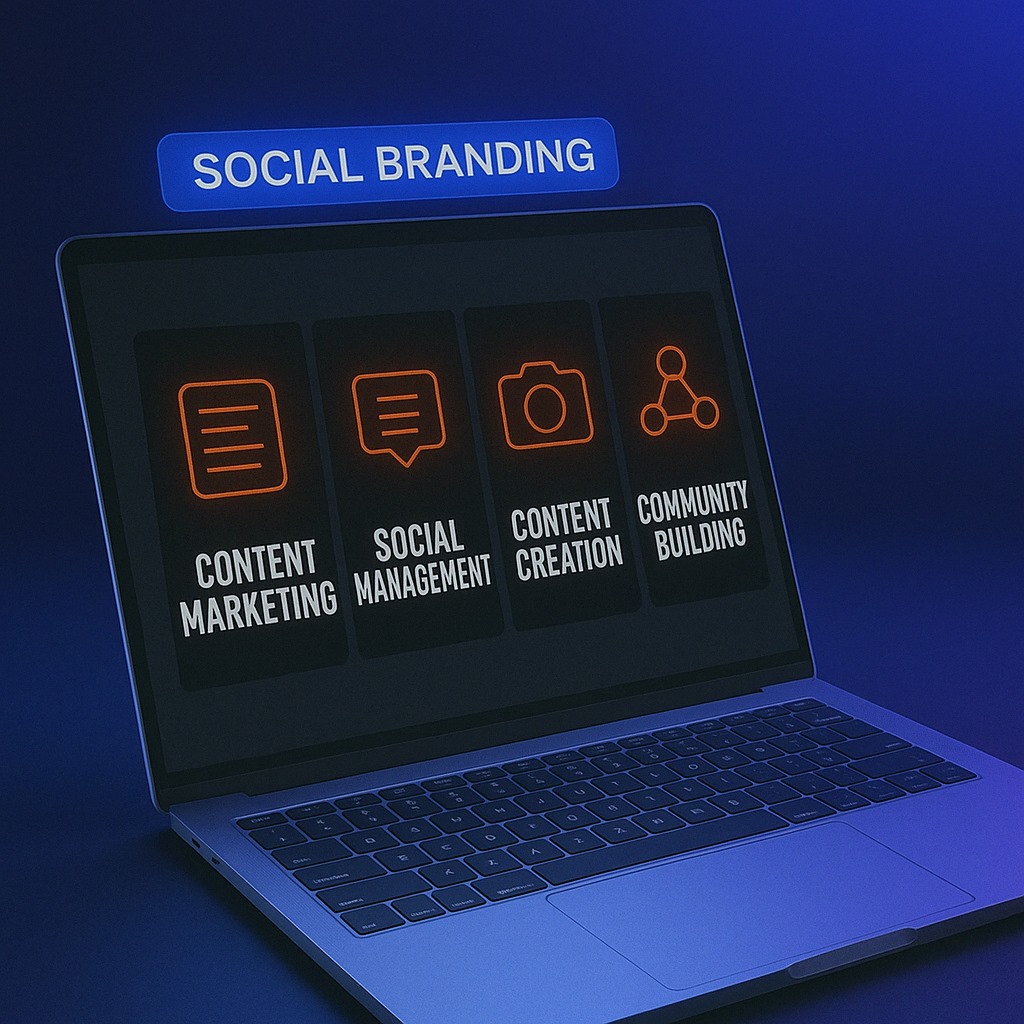 SOCIAL BRANDING
CONTENT
MARKETING
SOCIAL
MANAGEMENT
CONTENT
CREATION
COMMUNITY
BUILDING